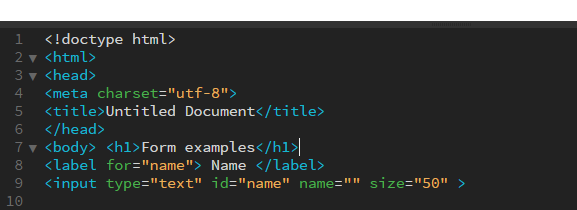 1 <!doctype html>
2 <html>
3 <head>
4 <meta charset="utf-8">
5 <title>Untitled Document</title>
6 </head>
7 <body> <h1>Form examples</h1>
8 <label for="name"> Name </label>
9 <input type="text" id="name" name="" size="50" >
10